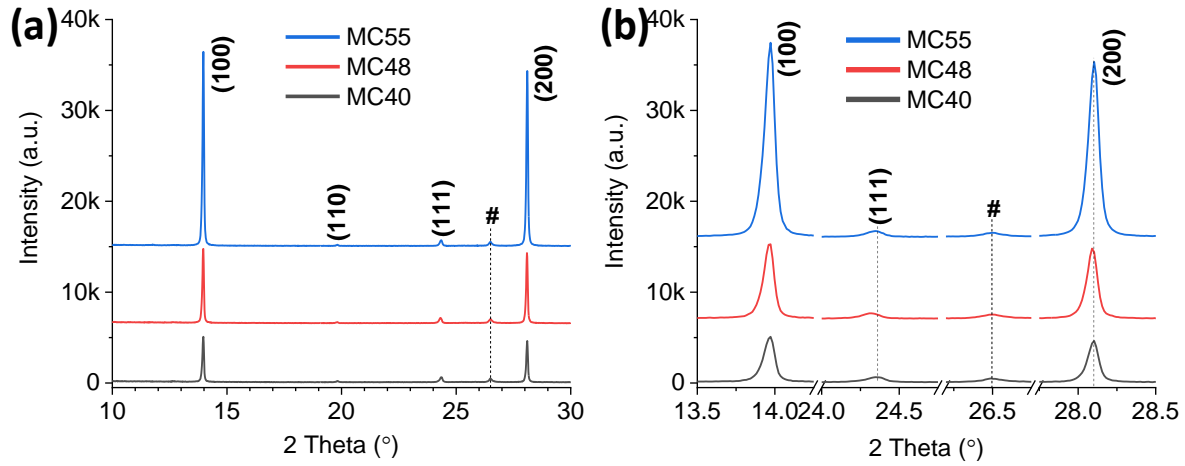 (a)
40k
30k
20k
10k
0
Intensity (a.u.)
MC55
MC48
MC40
(100)
(110)
(111)
#
(200)
10
15
20
25
30
2 Theta (°)
(b)
40k
30k
20k
10k
0
Intensity (a.u.)
MC55
MC48
MC40
(100)
(111)
#
(200)
13.5
14.0
24.0
24.5
26.5
28.0
28.5
2 Theta (°)